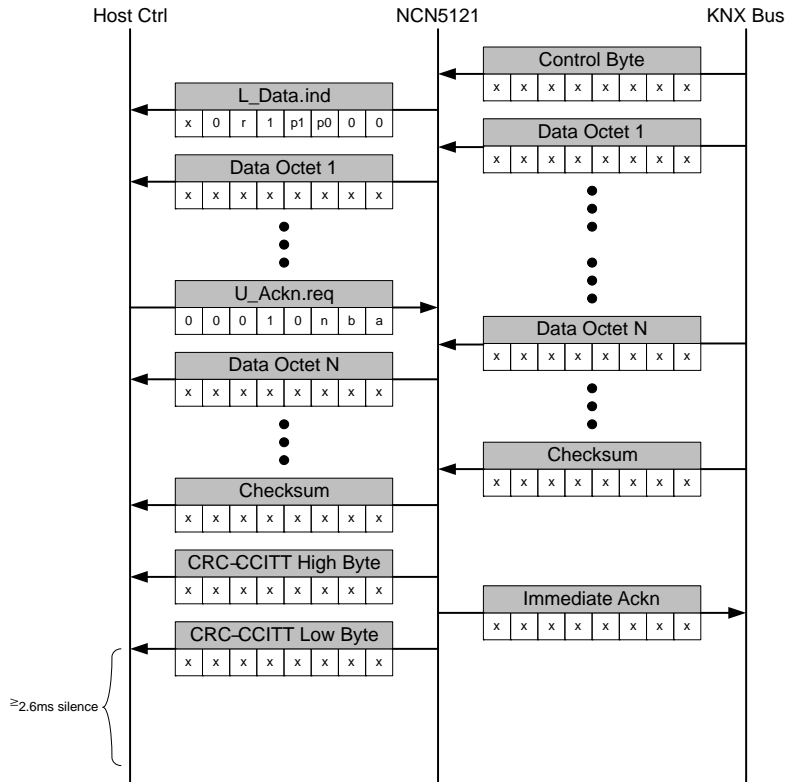 Host Ctrl NCN5121 KNX Bus
Control Byte
x x x x x x x x
L_Data.ind
x 0 r 1 p1 p0 0 0
Data Octet 1
x x x x x x x x
Data Octet 1
x x x x x x x x
U_Ackn.req
0 0 0 1 0 n b a
Data Octet N
x x x x x x x x
Data Octet N
x x x x x x x x
Checksum
x x x x x x x x
Checksum
x x x x x x x x
CRC-CCITT High Byte
x x x x x x x x
Immediate Ackn
x x x x x x x x
CRC-CCITT Low Byte
x x x x x x x x
≥2.6ms silence